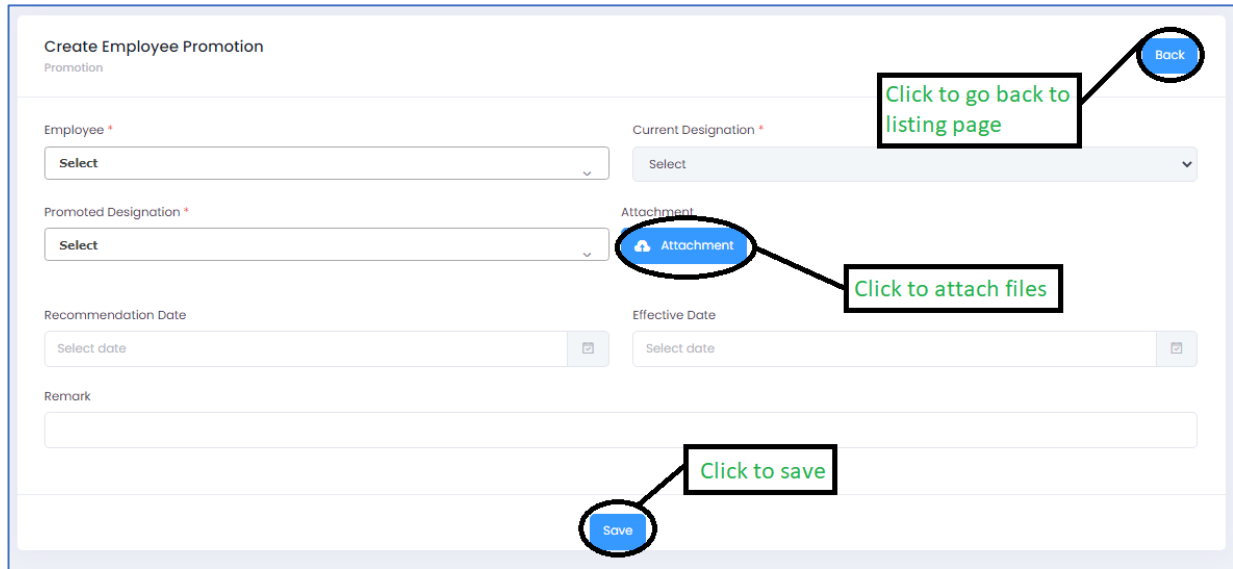 Create Employee Promotion
Promotion
Back
Click to go back to
listing page
Employee *
Current Designation *
Select
Select
Promoted Designation *
Attachment
Select
Attachment
Click to attach files
Recommendation Date
Effective Date
Select date
Select date
Remark
Click to save
Save